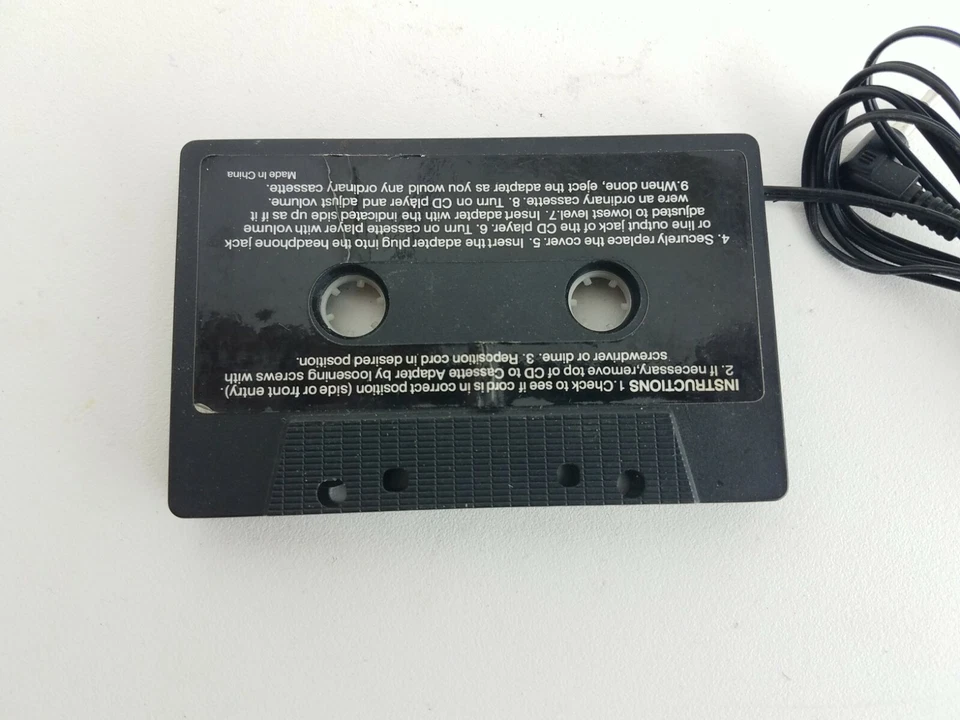 INSTRUCTIONS 1.Check to see if cord is in correct position (side or front entry).
2. If necessary,remove top of CD to Cassette Adapter by loosening screws with
screwdriver or dime. 3. Reposition cord in desired position.
4. Securely replace the cover. 5. Insert the adapter plug into the headphone jack
or line output jack of the CD player. 6. Turn on cassette player with volume
adjusted to lowest level.7. Insert adapter with the indicated side up as if it
were an ordinary cassette. 8. Turn on CD player and adjust volume.
9.When done, eject the adapter as you would any ordinary cassette.
Made in China